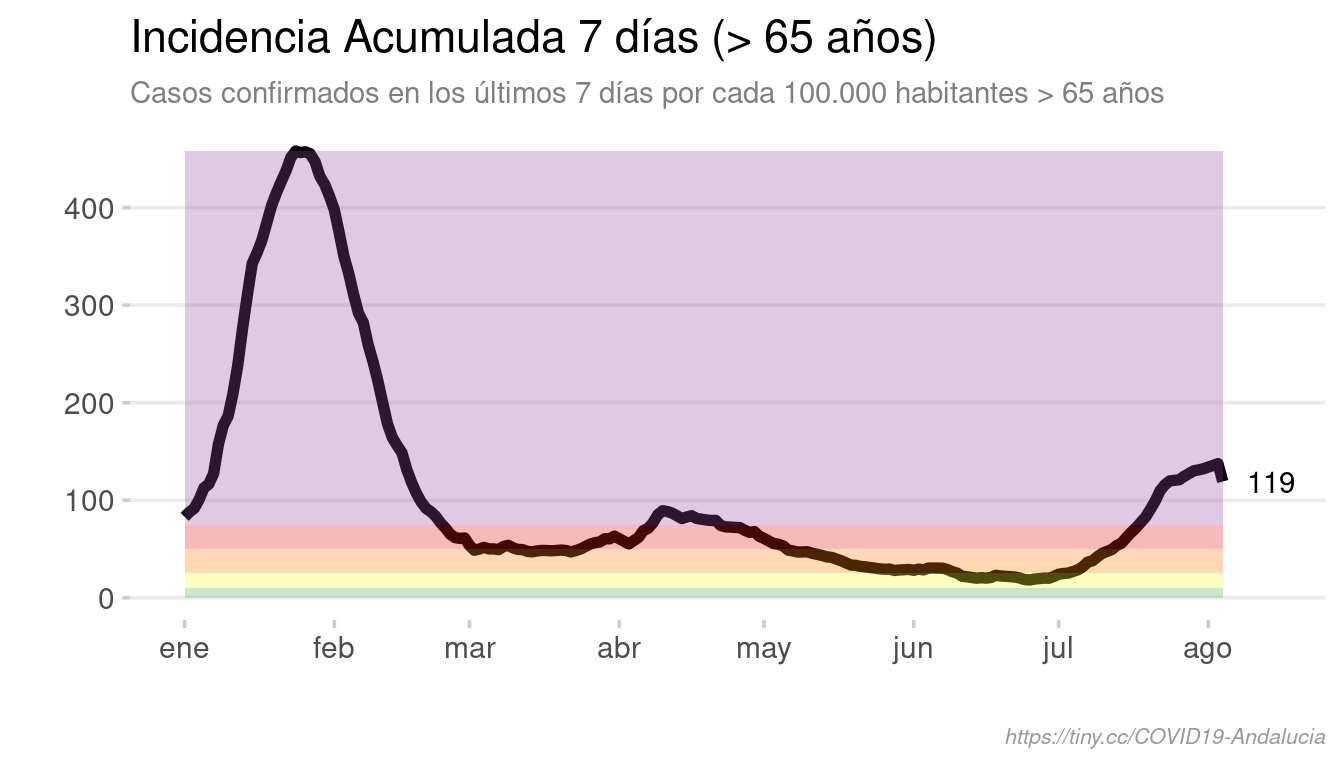 Incidencia Acumulada 7 días (> 65 años)
Casos confirmados en los últimos 7 días por cada 100.000 habitantes > 65 años
400
300
200
100
0
119
ene feb mar abr may jun jul ago
https://tiny.cc/COVID19-Andalucia